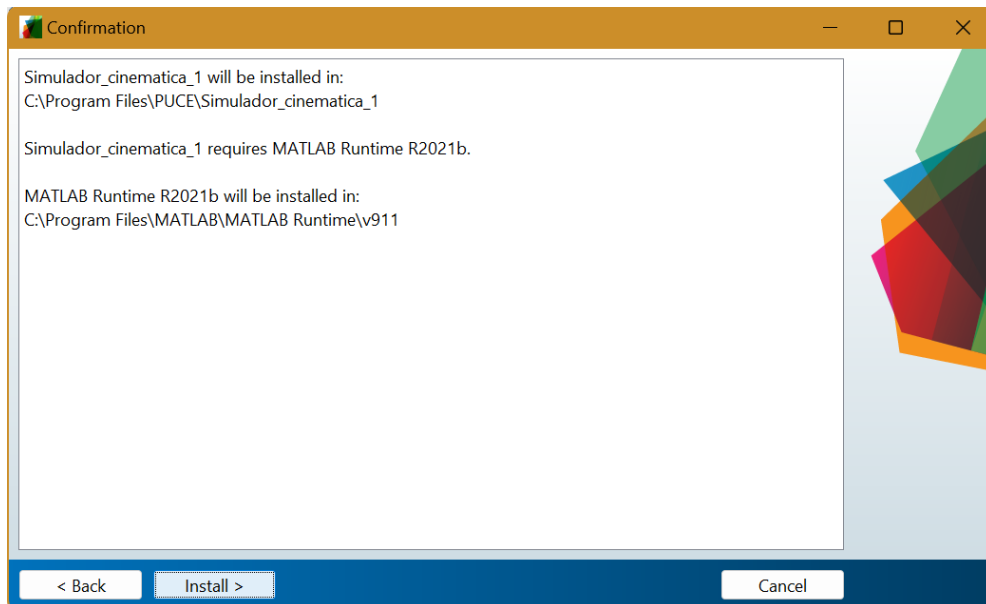 Confirmation
Simulador_cinematica_1 will be installed in:
C:\Program Files\PUCE\Simulador_cinematica_1
Simulador_cinematica_1 requires MATLAB Runtime R2021b.
MATLAB Runtime R2021b will be installed in:
C:\Program Files\MATLAB\MATLAB Runtime\v911
< Back
Install >
Cancel